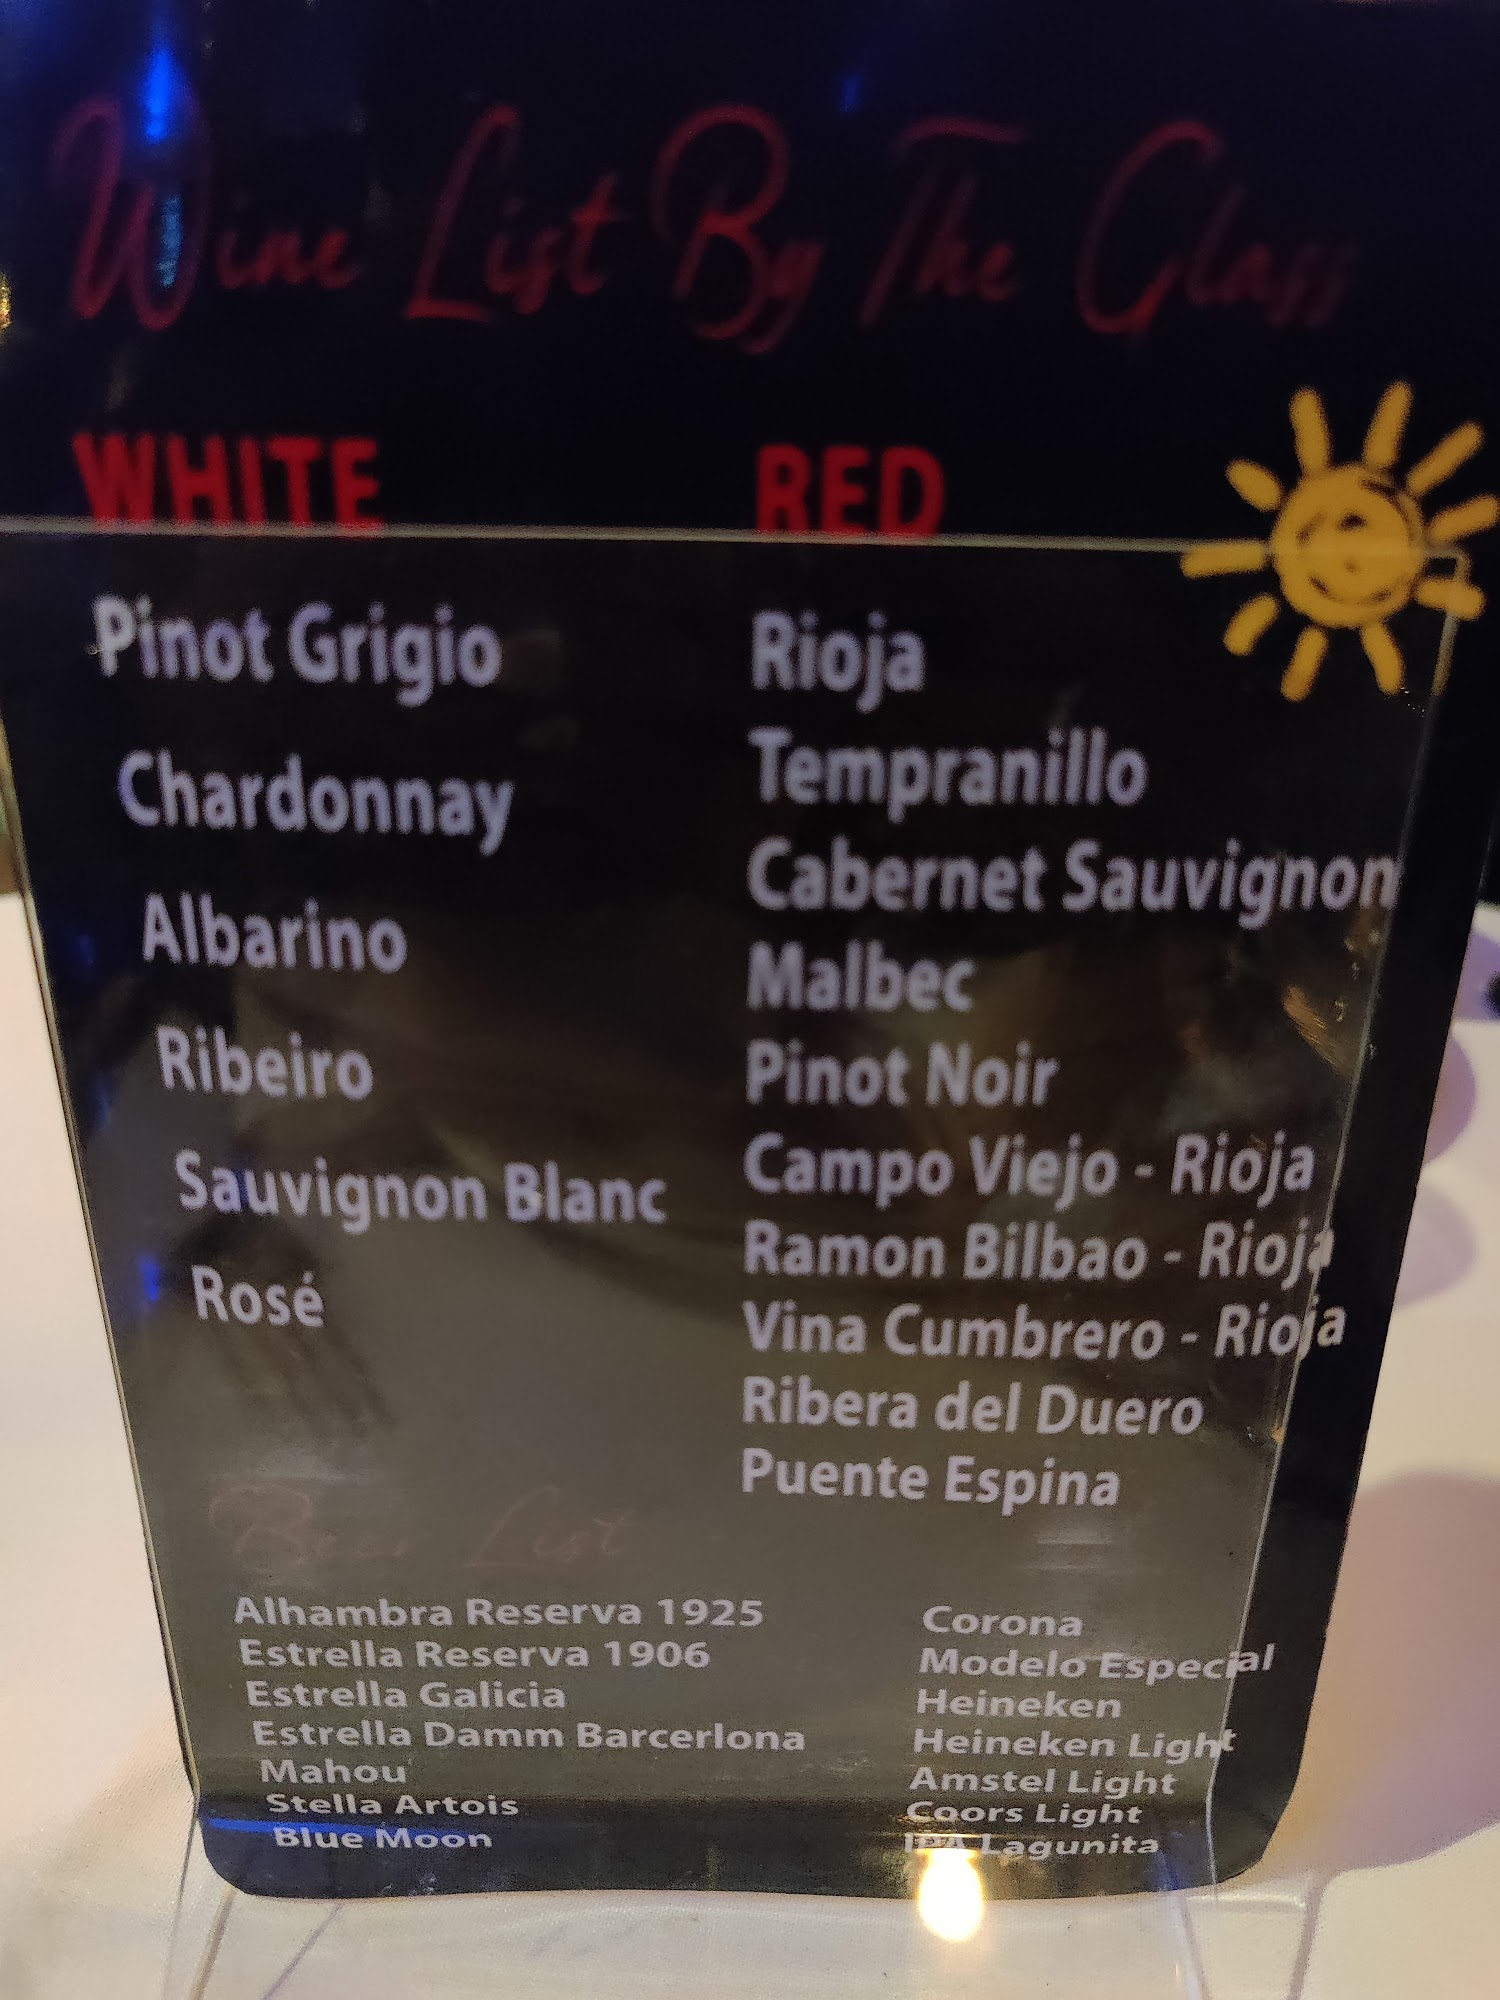 Wine List By The Glass
WHITE
Pinot Grigio
Chardonnay
Albarino
Ribeiro
Sauvignon Blanc
Rosé
RED
Rioja
Tempranillo
Cabernet Sauvignon
Malbec
Pinot Noir
Campo Viejo - Rioja
Ramon Bilbao - Rioja
Vina Cumbrero - Rioja
Ribera del Duero
Puente Espina
Beer List
Alhambra Reserva 1925
Estrella Reserva 1906
Estrella Galicia
Estrella Damm Barcerlona
Mahou
Stella Artois
Blue Moon
Corona
Modelo Especial
Heineken
Heineken Light
Amstel Light
Coors Light
IPA Lagunita